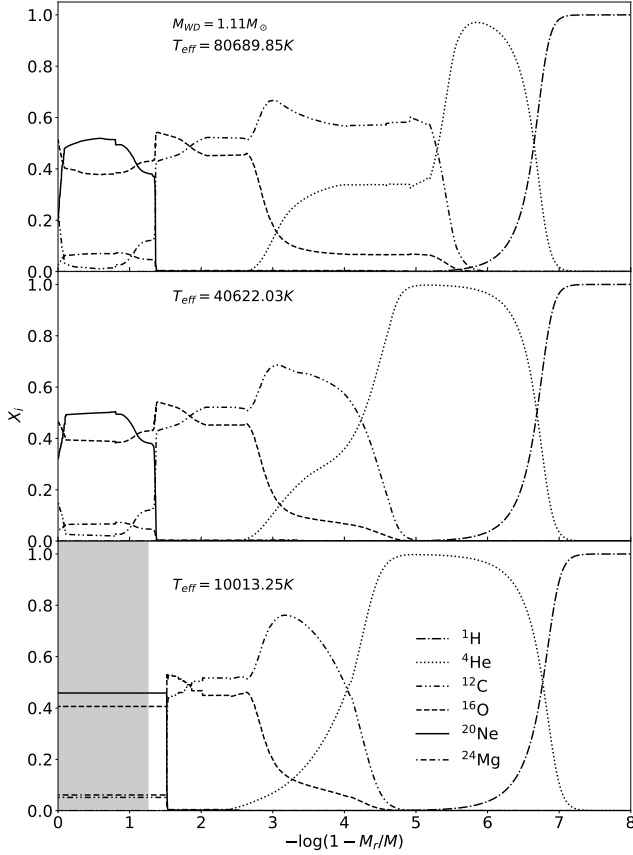 1.0
0.8
0.6
0.4
0.2
0.0
M_WD = 1.11M_⊙
T_eff = 80689.85K
1.0
0.8
0.6
0.4
0.2
0.0
T_eff = 40622.03K
X_i
1.0
0.8
0.6
0.4
0.2
0.0
T_eff = 10013.25K
¹H
⁴He
¹²C
¹⁶O
²⁰Ne
²⁴Mg
0 1 2 3 4 5 6 7 8
−log(1 − M_r/M)